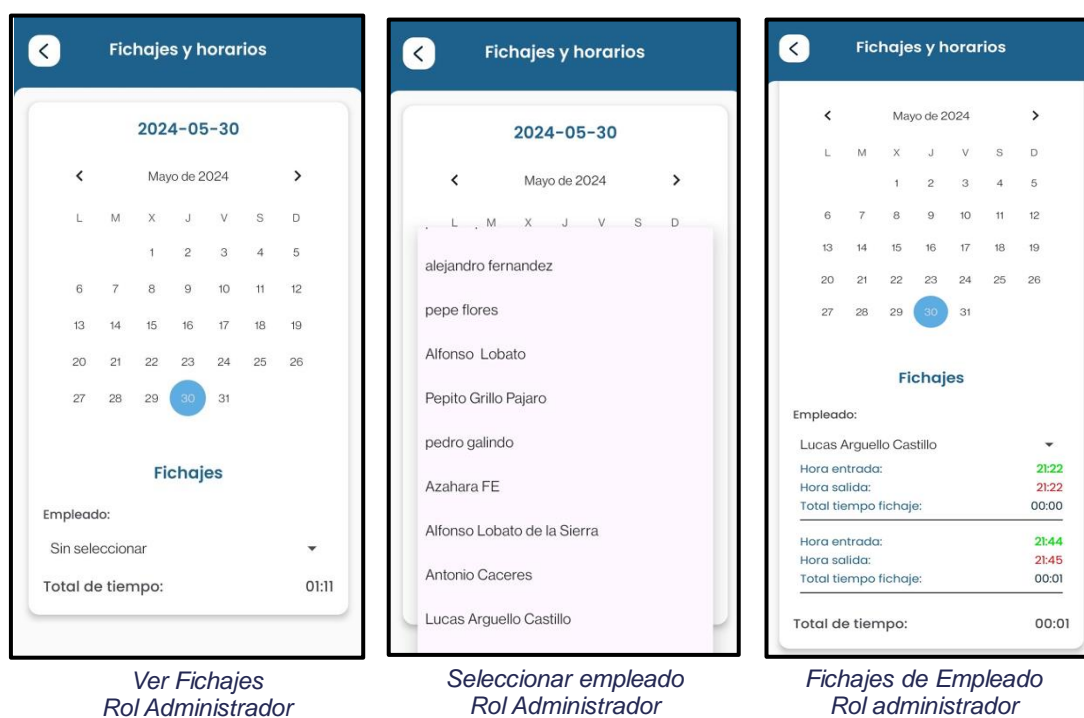 Fichajes y horarios
2024-05-30
Mayo de 2024
L M X J V S D
1 2 3 4 5
6 7 8 9 10 11 12
13 14 15 16 17 18 19
20 21 22 23 24 25 26
27 28 29 30 31
Fichajes
Empleado:
Sin seleccionar
Total de tiempo: 01:11
Ver Fichajes
Rol Administrador
Fichajes y horarios
2024-05-30
Mayo de 2024
L M X J V S D
alejandro fernandez
pepe flores
Alfonso Lobato
Pepito Grillo Pajaro
pedro galindo
Azahara FE
Alfonso Lobato de la Sierra
Antonio Caceres
Lucas Arguello Castillo
Seleccionar empleado
Rol Administrador
Fichajes y horarios
Mayo de 2024
L M X J V S D
1 2 3 4 5
6 7 8 9 10 11 12
13 14 15 16 17 18 19
20 21 22 23 24 25 26
27 28 29 30 31
Fichajes
Empleado:
Lucas Arguello Castillo
Hora entrada: 21:22
Hora salida: 21:22
Total tiempo fichaje: 00:00
Hora entrada: 21:44
Hora salida: 21:45
Total tiempo fichaje: 00:01
Total de tiempo: 00:01
Fichajes de Empleado
Rol administrador